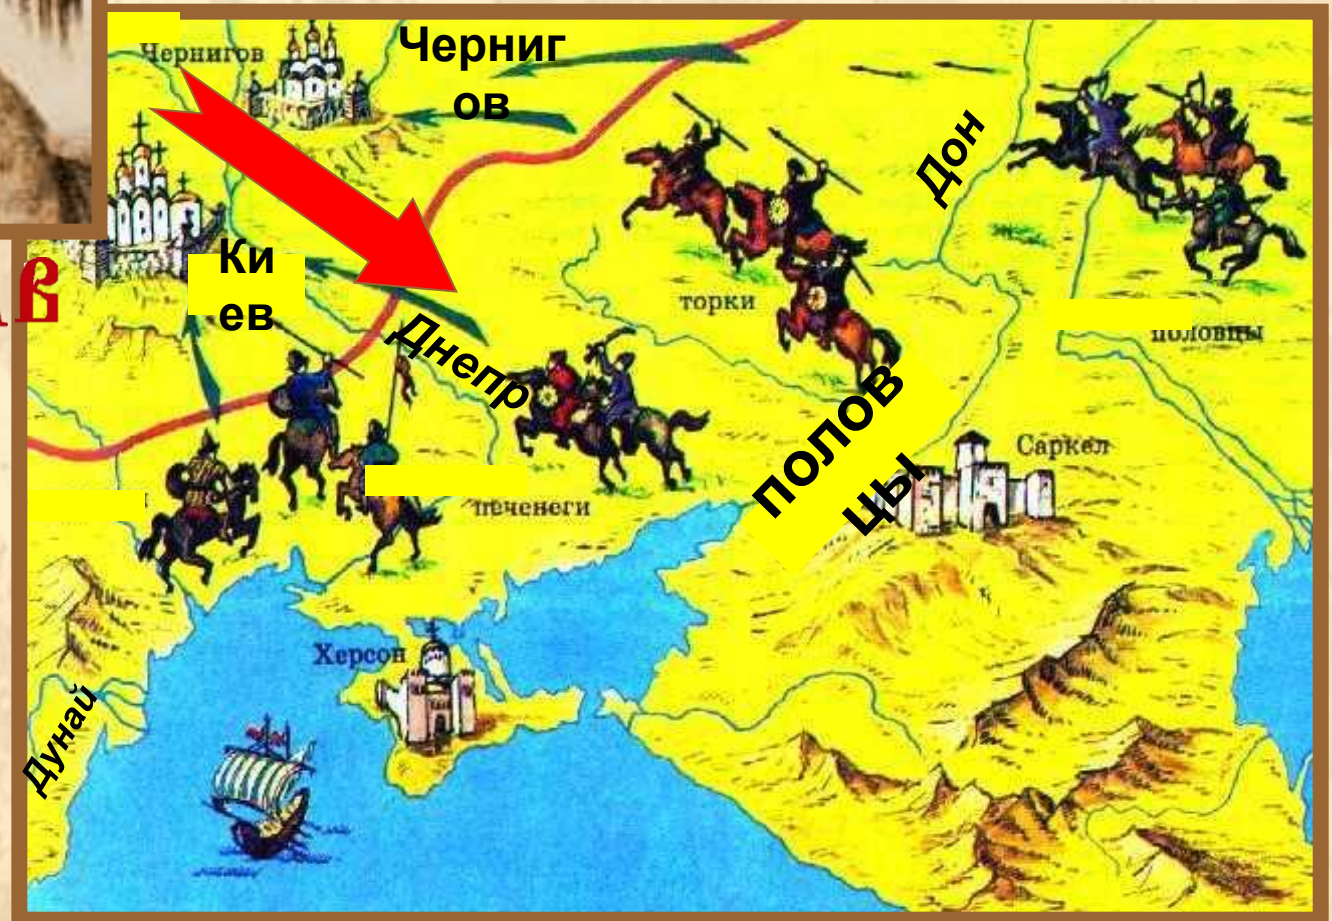 Чернигов
Черниг
ов
Дон
Ки
ев
в
Днепр
торки
половцы
полов
цы
Саркел
печенеги
Херсон
Дунай